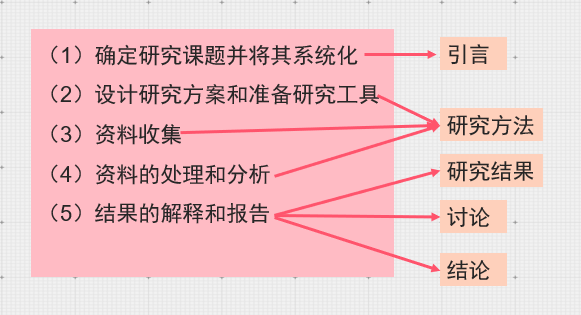 （1）确定研究课题并将其系统化
引言
（2）设计研究方案和准备研究工具
（3）资料收集
研究方法
（4）资料的处理和分析
研究结果
（5）结果的解释和报告
讨论
结论